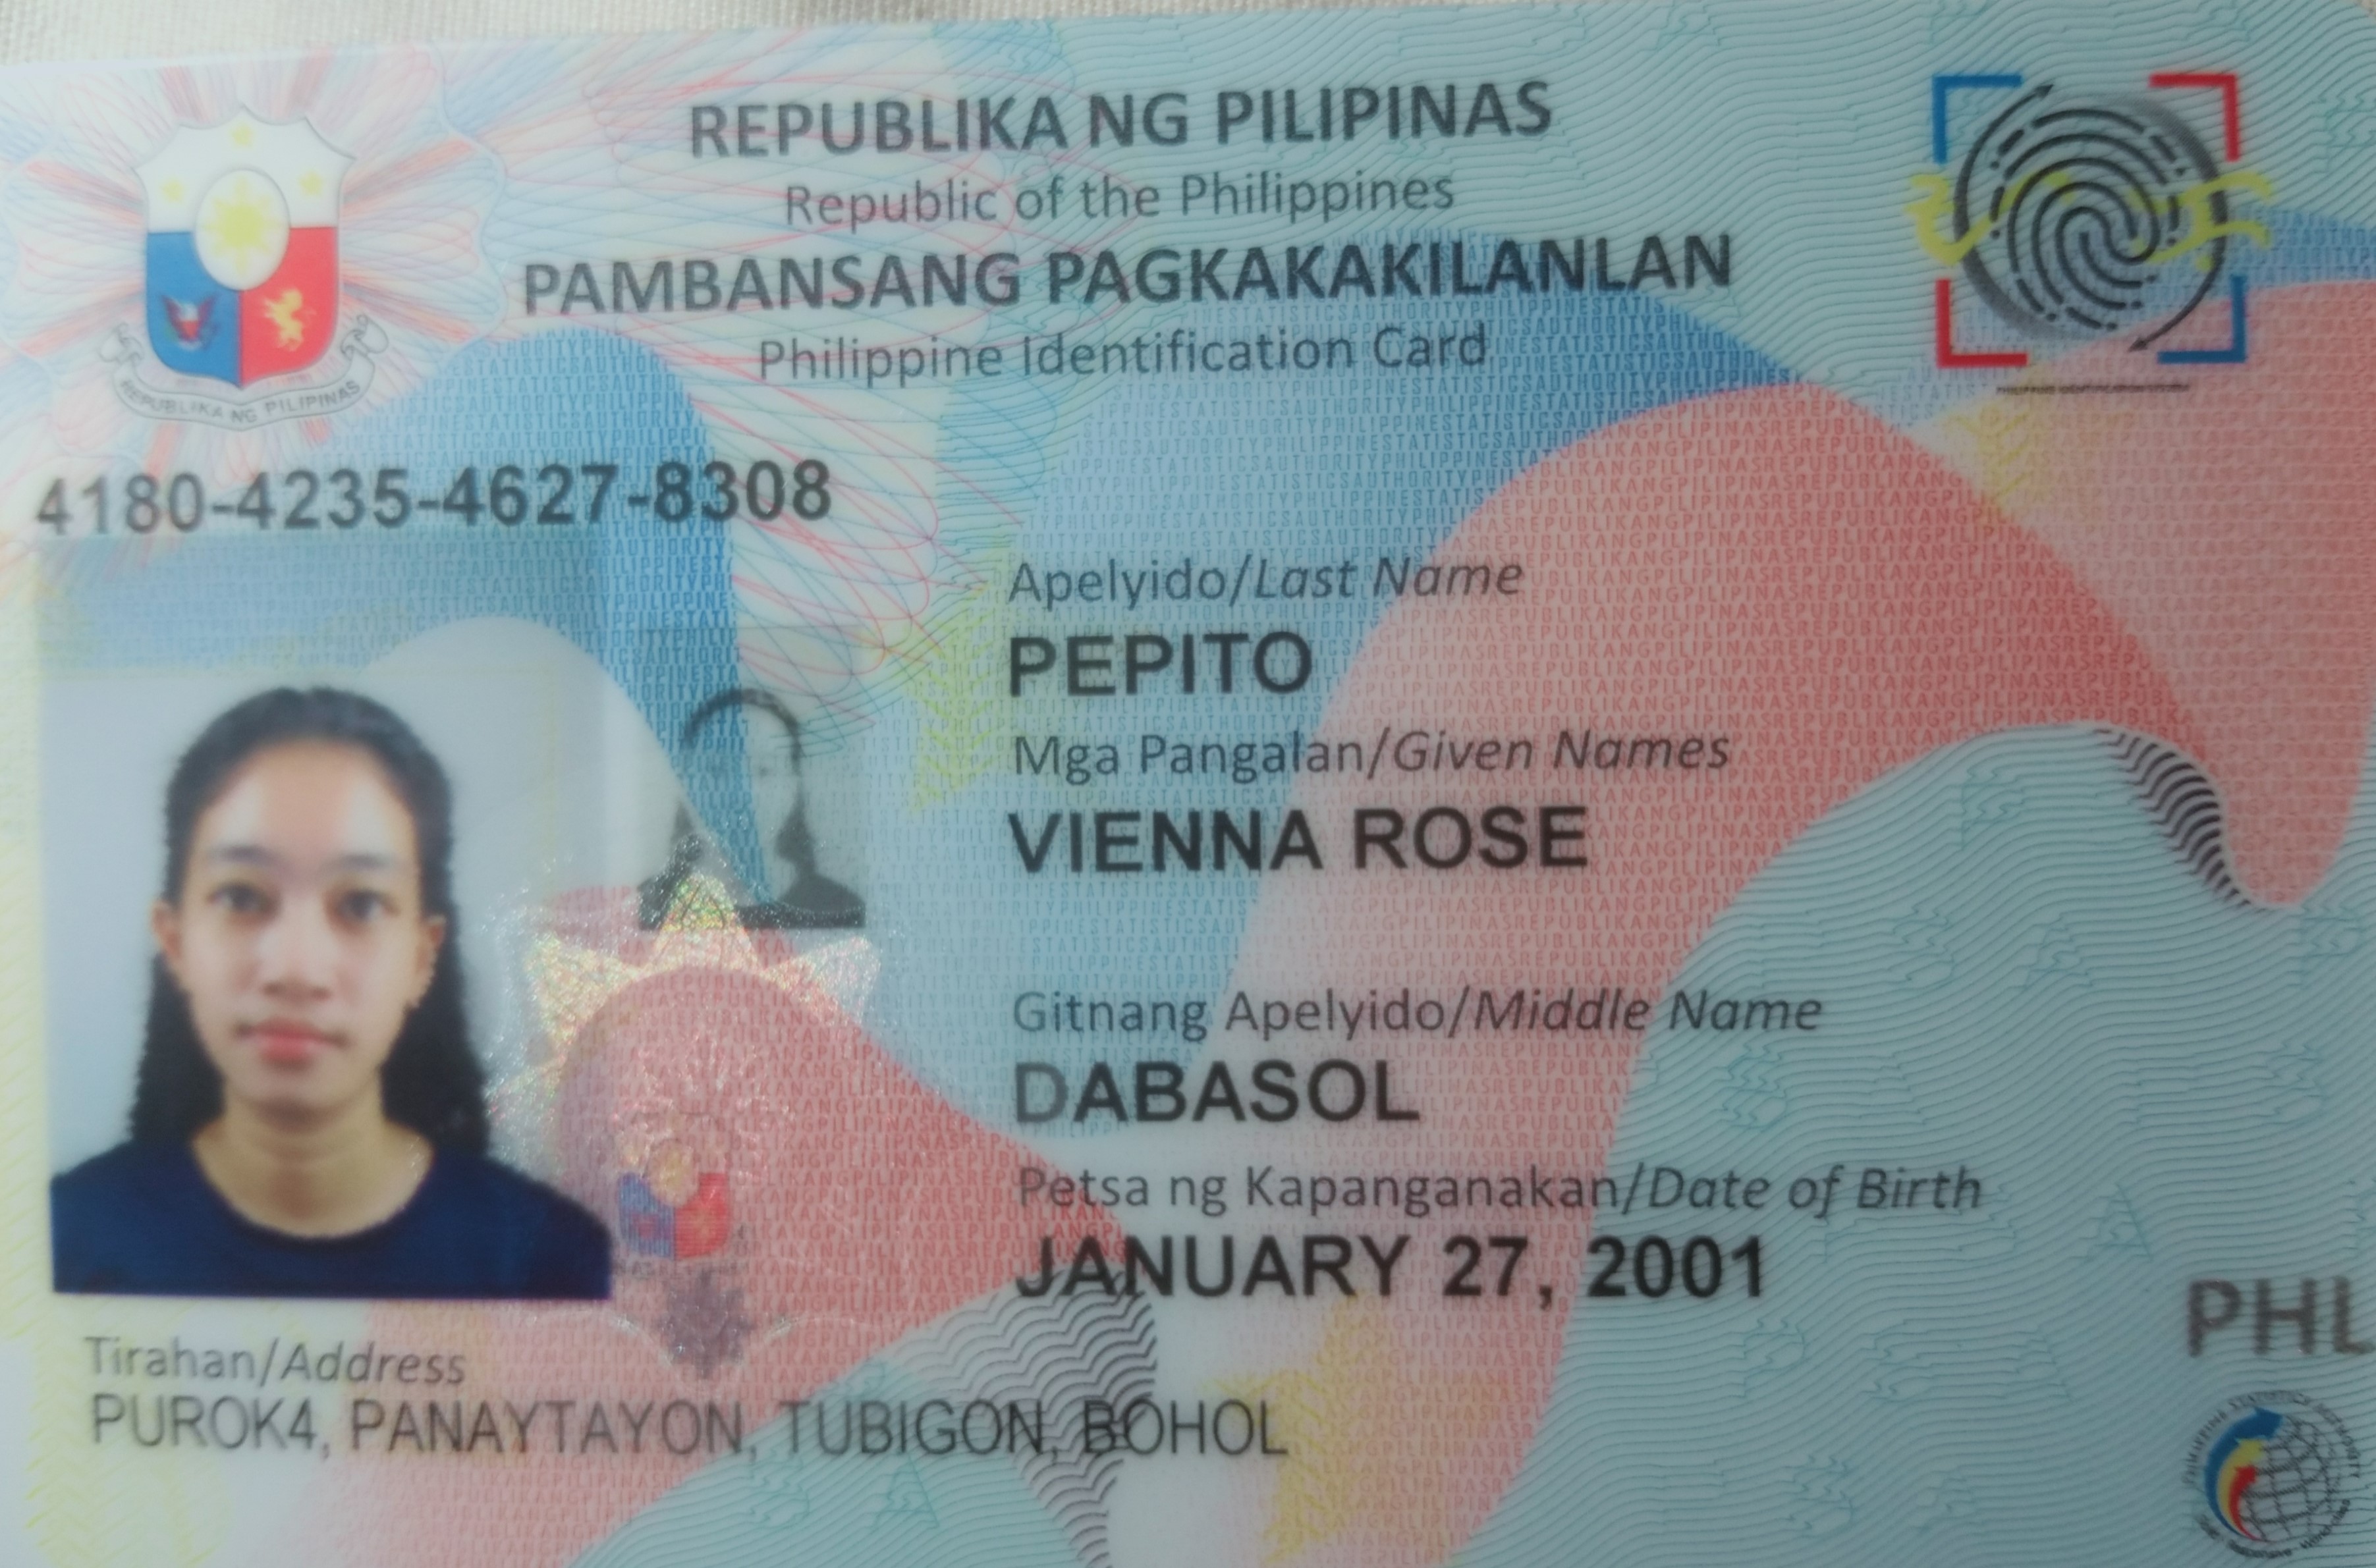 REPUBLIKA NG PILIPINAS
Republic of the Philippines
PAMBANSANG PAGKAKAKILANLAN
Philippine Identification Card
REPUBLIKA NG PILIPINAS
4180-4235-4627-8308
Apelyido/Last Name
PEPITO
Mga Pangalan/Given Names
VIENNA ROSE
Gitnang Apelyido/Middle Name
DABASOL
Petsa ng Kapanganakan/Date of Birth
JANUARY 27, 2001
PHL
Tirahan/Address
PUROK4, PANAYTAYON, TUBIGON, BOHOL